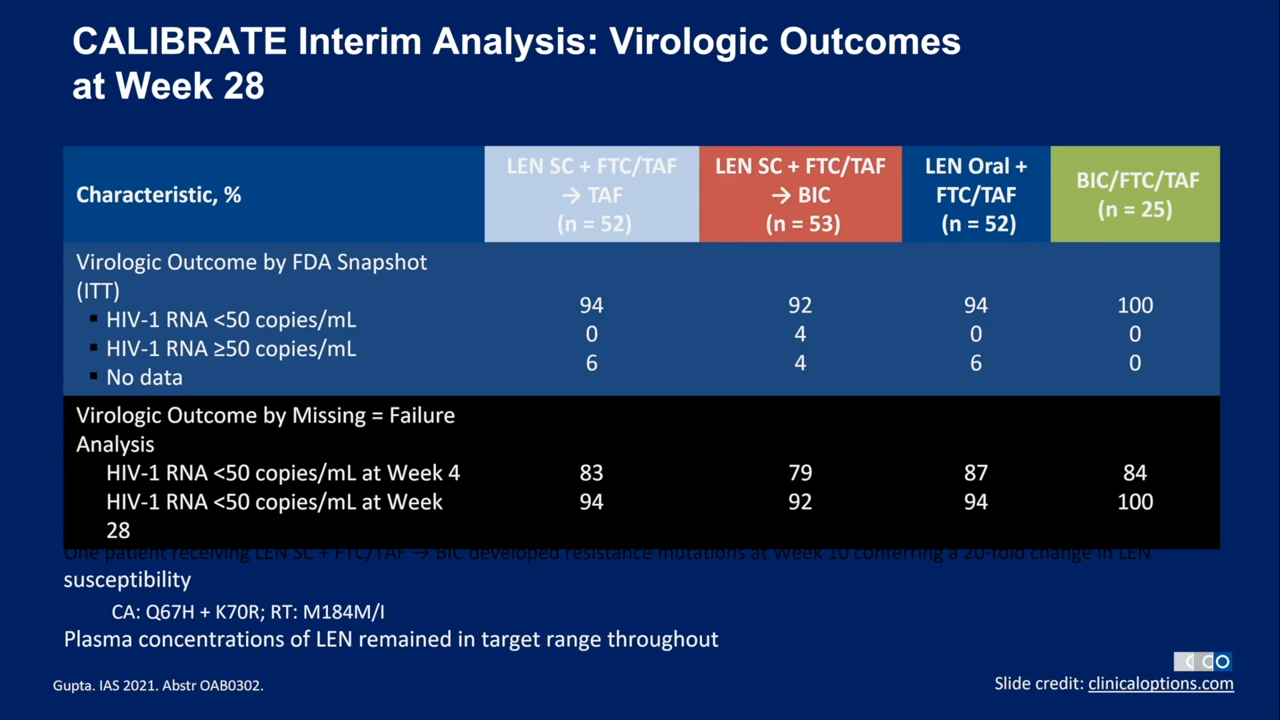 CALIBRATE Interim Analysis: Virologic Outcomes
at Week 28
Characteristic, %
LEN SC + FTC/TAF
→ TAF
(n = 52)
LEN SC + FTC/TAF
→ BIC
(n = 53)
LEN Oral +
FTC/TAF
(n = 52)
BIC/FTC/TAF
(n = 25)
Virologic Outcome by FDA Snapshot
(ITT)
▪ HIV-1 RNA <50 copies/mL
▪ HIV-1 RNA ≥50 copies/mL
▪ No data
94
0
6
92
4
4
94
0
6
100
0
0
Virologic Outcome by Missing = Failure
Analysis
HIV-1 RNA <50 copies/mL at Week 4
HIV-1 RNA <50 copies/mL at Week
28
83
94
79
92
87
94
84
100
One patient receiving LEN SC + FTC/TAF → BIC developed resistance mutations at Week 10 conferring a 20-fold change in LEN
susceptibility
CA: Q67H + K70R; RT: M184M/I
Plasma concentrations of LEN remained in target range throughout
CCO
Gupta. IAS 2021. Abstr OAB0302.
Slide credit: clinicaloptions.com